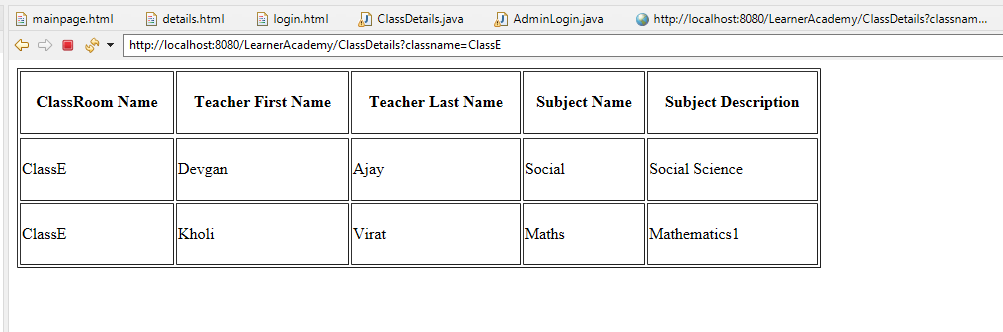 mainpage.html details.html login.html ClassDetails.java AdminLogin.java http://localhost:8080/LearnerAcademy/ClassDetails?classnam...
http://localhost:8080/LearnerAcademy/ClassDetails?classname=ClassE
ClassRoom Name Teacher First Name Teacher Last Name Subject Name Subject Description
ClassE Devgan Ajay Social Social Science
ClassE Kholi Virat Maths Mathematics1